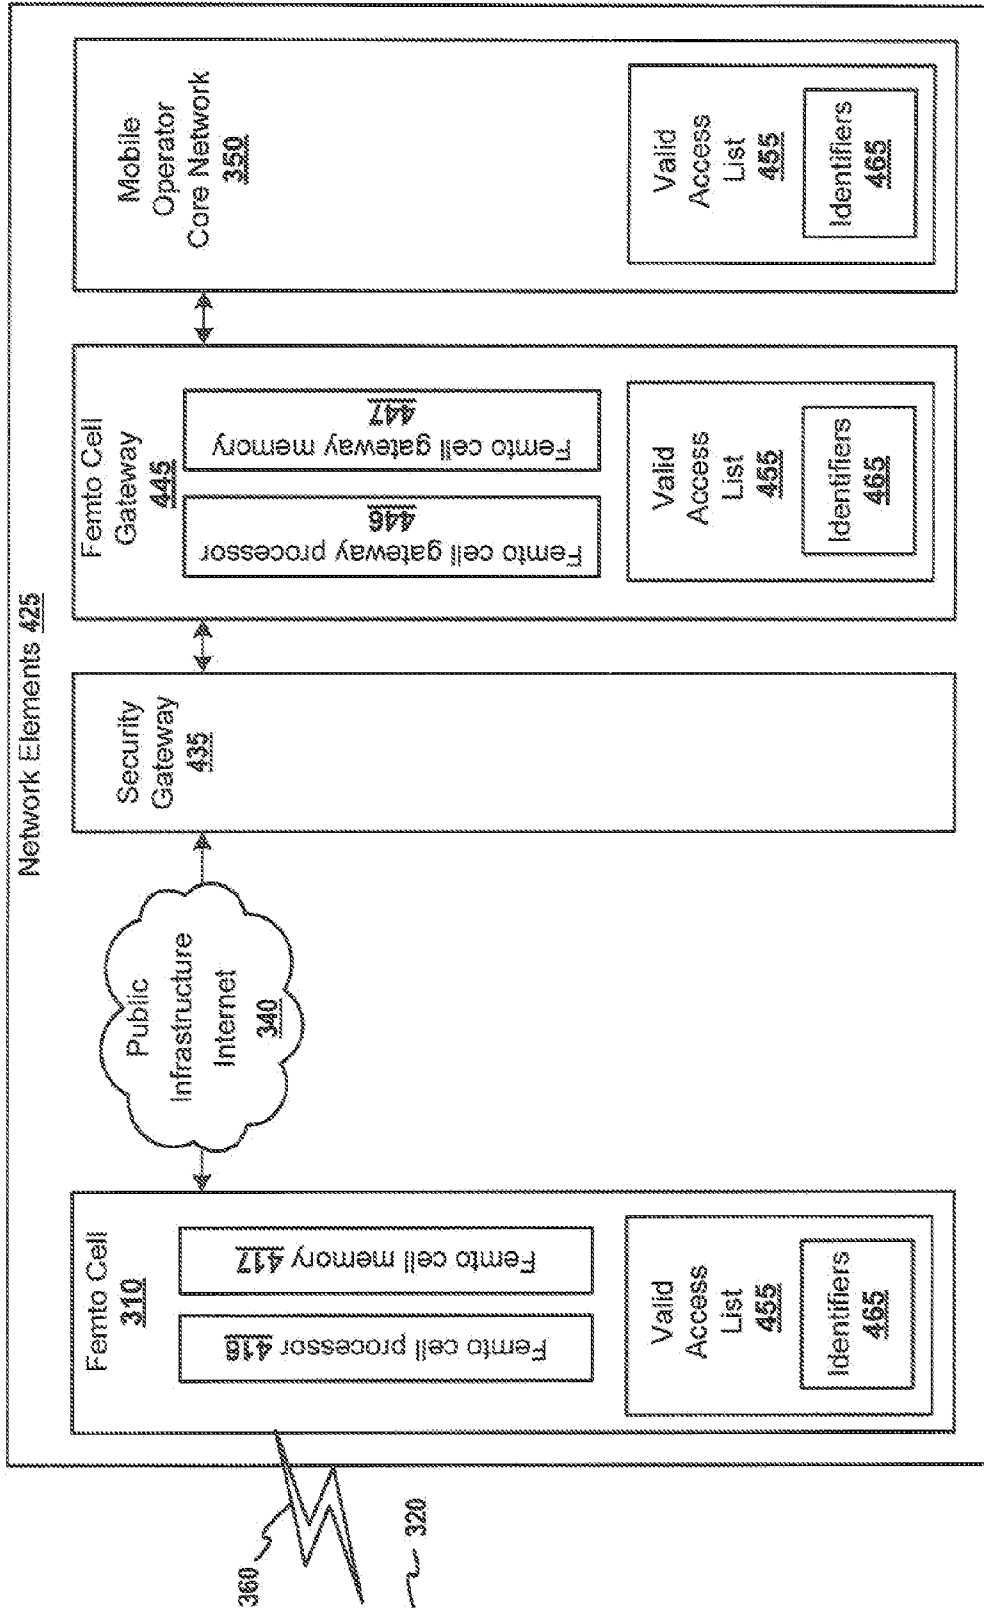 Network Elements 425
Femto Cell
310
Femto cell processor 416
Femto cell memory 417
Valid
Access
List
455
Identifiers
465
Public
Infrastructure
Internet
340
Security
Gateway
435
Femto Cell
Gateway
445
Femto cell gateway processor
446
Femto cell gateway memory
447
Valid
Access
List
455
Identifiers
465
Mobile
Operator
Core Network
350
Valid
Access
List
455
Identifiers
465
360
320